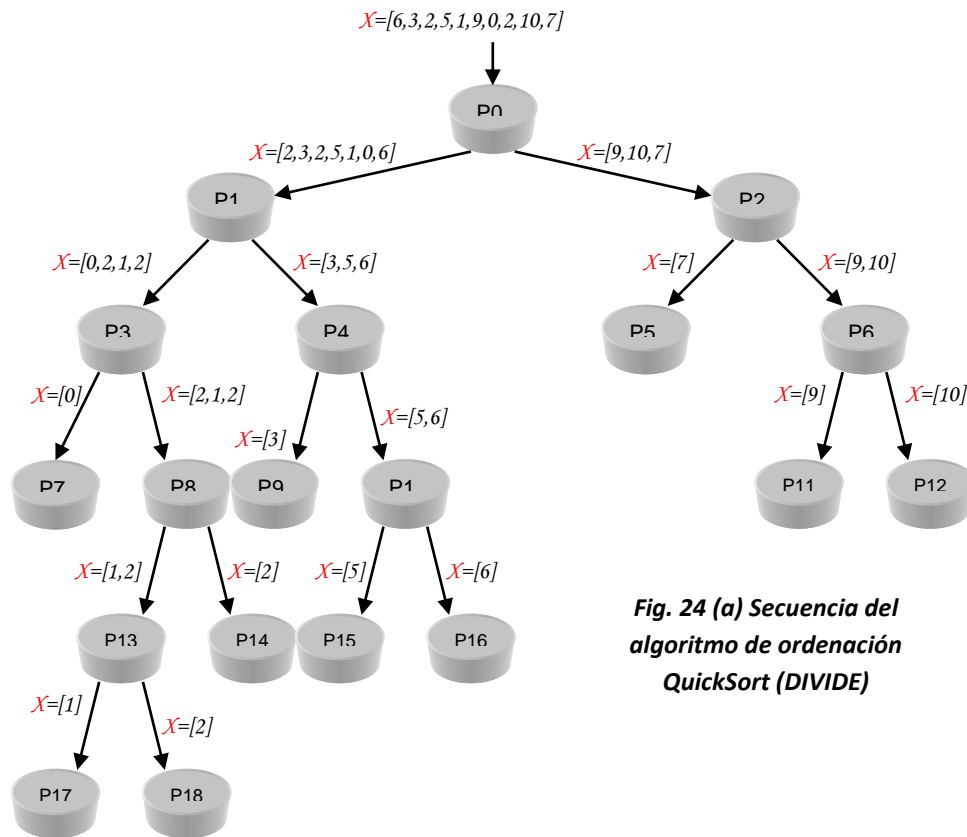 X=[6,3,2,5,1,9,0,2,10,7]
P0
X=[2,3,2,5,1,0,6]
X=[9,10,7]
P1
P2
X=[0,2,1,2]
X=[3,5,6]
X=[7]
X=[9,10]
P3
P4
P5
P6
X=[0]
X=[2,1,2]
X=[3]
X=[5,6]
X=[9]
X=[10]
P7
P8
P9
P1
P11
P12
X=[1,2]
X=[2]
X=[5]
X=[6]
P13
P14
P15
P16
Fig. 24 (a) Secuencia del
algoritmo de ordenación
QuickSort (DIVIDE)
X=[1]
X=[2]
P17
P18